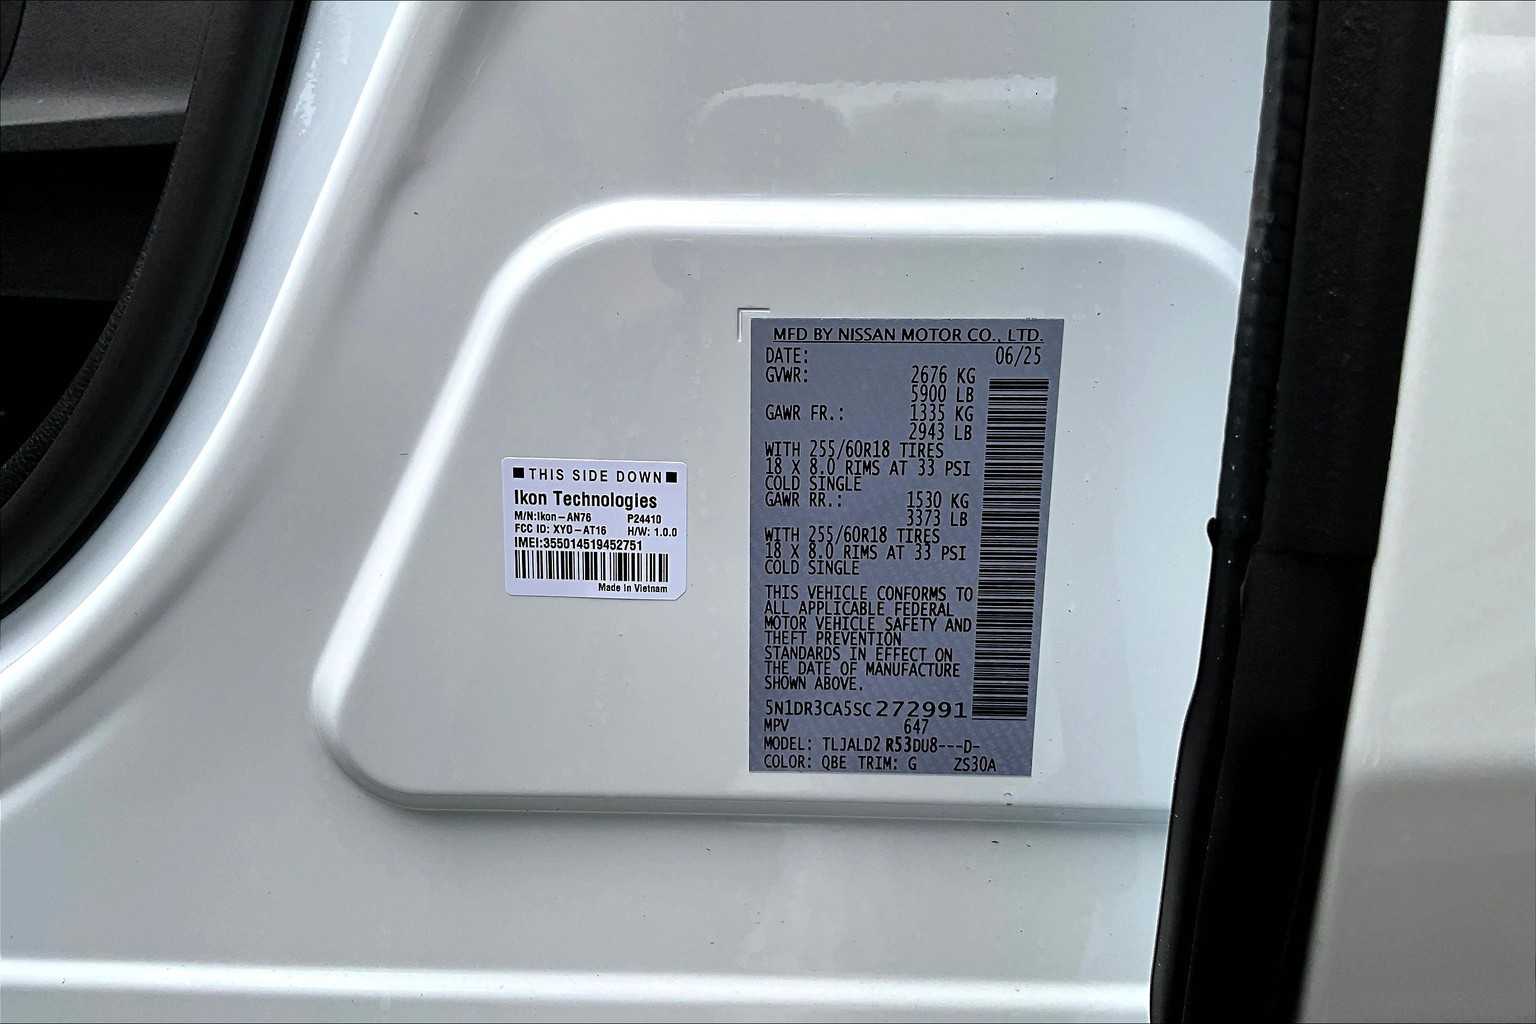 THIS SIDE DOWN
Ikon Technologies
M/N:Ikon-AN76 P24410
FCC ID: XYO-AT16 H/W: 1.0.0
IMEI:355014519452751
Made in Vietnam
MFD BY NISSAN MOTOR CO., LTD.
DATE: 06/25
GVWR: 2676 KG
5900 LB
GAWR FR.: 1335 KG
2943 LB
WITH 255/60R18 TIRES
18 X 8.0 RIMS AT 33 PSI
COLD SINGLE
GAWR RR.: 1530 KG
3373 LB
WITH 255/60R18 TIRES
18 X 8.0 RIMS AT 33 PSI
COLD SINGLE
THIS VEHICLE CONFORMS TO
ALL APPLICABLE FEDERAL
MOTOR VEHICLE SAFETY AND
THEFT PREVENTION
STANDARDS IN EFFECT ON
THE DATE OF MANUFACTURE
SHOWN ABOVE.
5N1DR3CA5SC272991
MPV 647
MODEL: TLJALD2 R53DU8---D-
COLOR: QBE TRIM: G ZS30A